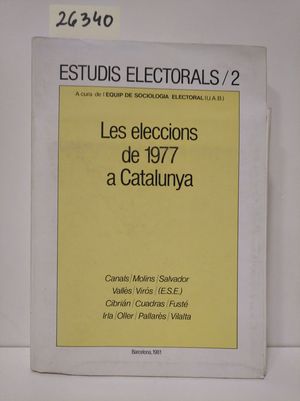 26340
ESTUDIS ELECTORALS/2
A cura de l'EQUIP DE SOCIOLOGIA ELECTORAL (U.A.B.)
Les eleccions
de 1977
a Catalunya
Canals/Molins/Salvador
Vallès/Virós/(E.S.E.)
Cibrián/Cuadras/Fusté
Irla/Oller/Pallarès/Vilalta
Barcelona, 1981